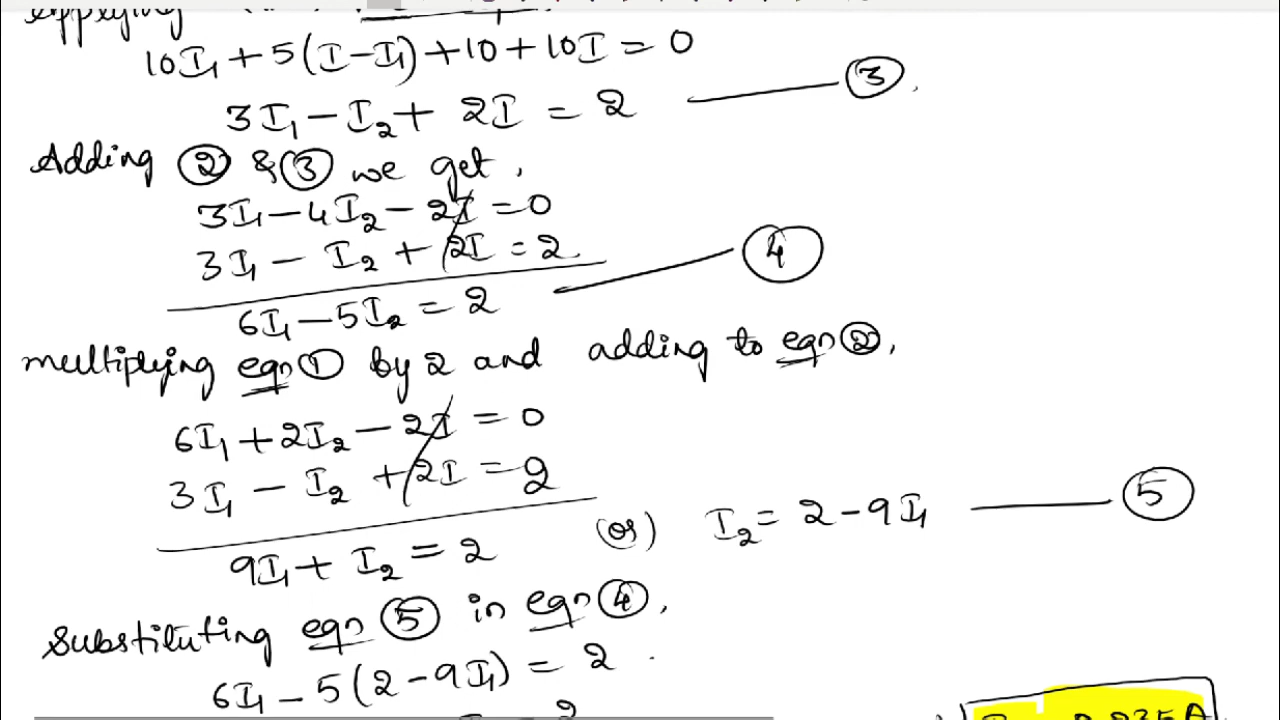 Applying
10I₁ + 5(I-I₁) + 10 + 10I = 0
3I₁ - I₂ + 2I = 2 ——— ③
Adding ② & ③ we get,
3I₁ - 4I₂ - 2I = 0
3I₁ - I₂ + 2I = 2
6I₁ - 5I₂ = 2 ——— ④
multiplying eqn ① by 2 and adding to eqn ②,
6I₁ + 2I₂ - 2I = 0
3I₁ - I₂ + 2I = 2
9I₁ + I₂ = 2 (or) I₂ = 2 - 9I₁ ——— ⑤
Substituting eqn ⑤ in eqn ④,
6I₁ - 5(2 - 9I₁) = 2